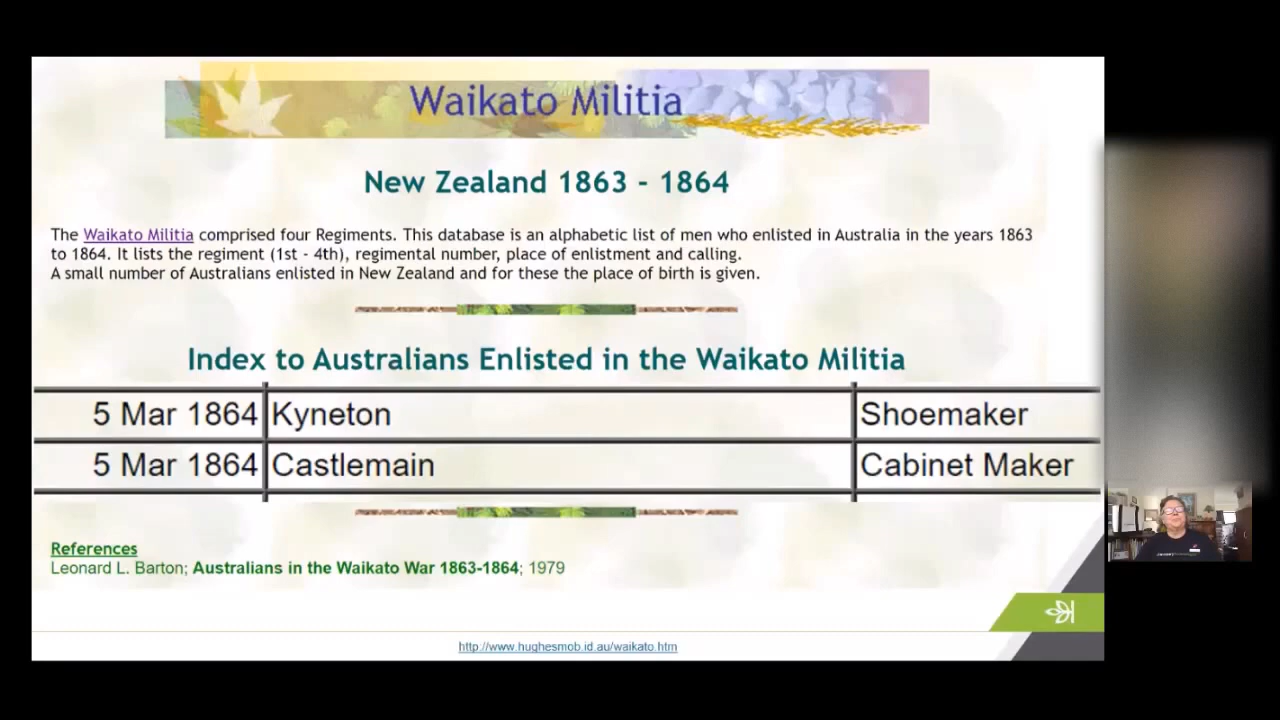 Waikato Militia
New Zealand 1863 - 1864
The Waikato Militia comprised four Regiments. This database is an alphabetic list of men who enlisted in Australia in the years 1863
to 1864. It lists the regiment (1st - 4th), regimental number, place of enlistment and calling.
A small number of Australians enlisted in New Zealand and for these the place of birth is given.
Index to Australians Enlisted in the Waikato Militia
5 Mar 1864 Kyneton Shoemaker
5 Mar 1864 Castlemain Cabinet Maker
References
Leonard L. Barton; Australians in the Waikato War 1863-1864; 1979
http://www.hughesmob.id.au/waikato.htm